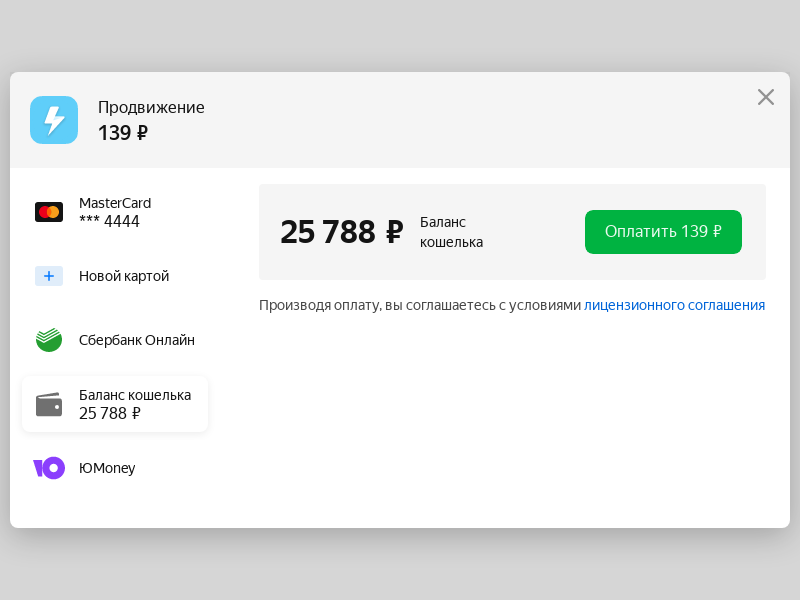 Продвижение
139 ₽
MasterCard
*** 4444
Новой картой
Сбербанк Онлайн
Баланс кошелька
25 788 ₽
ЮMoney
25 788 ₽
Баланс
кошелька
Оплатить 139 ₽
Производя оплату, вы соглашаетесь с условиями лицензионного соглашения